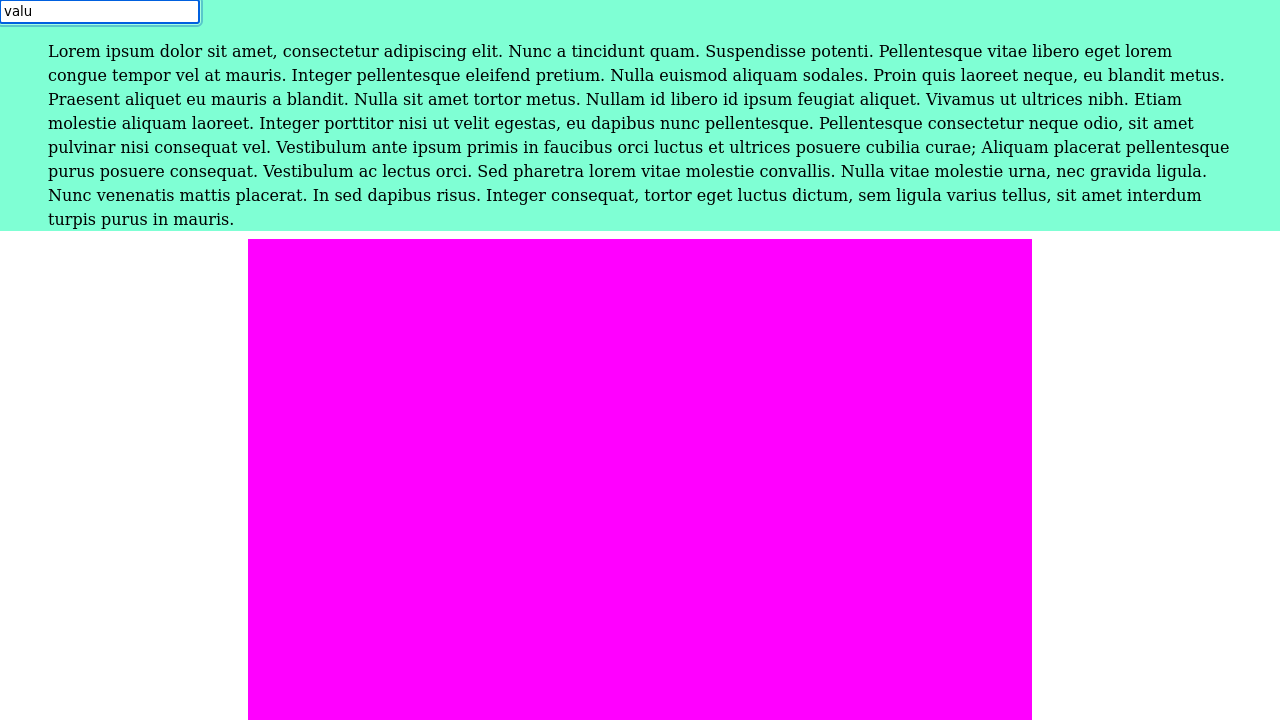 valu
Lorem ipsum dolor sit amet, consectetur adipiscing elit. Nunc a tincidunt quam. Suspendisse potenti. Pellentesque vitae libero eget lorem
congue tempor vel at mauris. Integer pellentesque eleifend pretium. Nulla euismod aliquam sodales. Proin quis laoreet neque, eu blandit metus.
Praesent aliquet eu mauris a blandit. Nulla sit amet tortor metus. Nullam id libero id ipsum feugiat aliquet. Vivamus ut ultrices nibh. Etiam
molestie aliquam laoreet. Integer porttitor nisi ut velit egestas, eu dapibus nunc pellentesque. Pellentesque consectetur neque odio, sit amet
pulvinar nisi consequat vel. Vestibulum ante ipsum primis in faucibus orci luctus et ultrices posuere cubilia curae; Aliquam placerat pellentesque
purus posuere consequat. Vestibulum ac lectus orci. Sed pharetra lorem vitae molestie convallis. Nulla vitae molestie urna, nec gravida ligula.
Nunc venenatis mattis placerat. In sed dapibus risus. Integer consequat, tortor eget luctus dictum, sem ligula varius tellus, sit amet interdum
turpis purus in mauris.